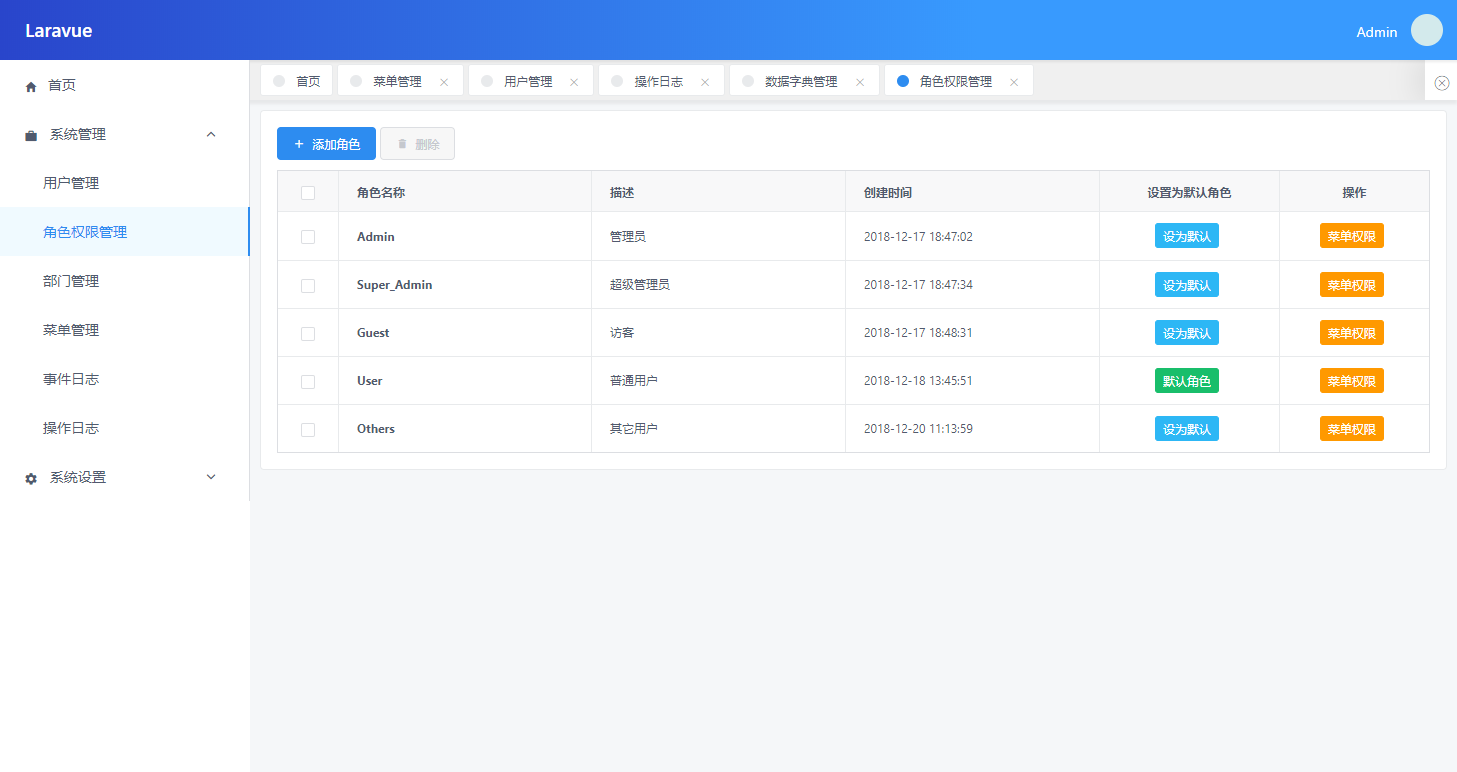 Laravue
Admin
首页
系统管理
用户管理
角色权限管理
部门管理
菜单管理
事件日志
操作日志
系统设置
首页 菜单管理 用户管理 操作日志 数据字典管理 角色权限管理
添加角色 删除
角色名称 描述 创建时间 设置为默认角色 操作
Admin 管理员 2018-12-17 18:47:02 设为默认 菜单权限
Super_Admin 超级管理员 2018-12-17 18:47:34 设为默认 菜单权限
Guest 访客 2018-12-17 18:48:31 设为默认 菜单权限
User 普通用户 2018-12-18 13:45:51 默认角色 菜单权限
Others 其它用户 2018-12-20 11:13:59 设为默认 菜单权限